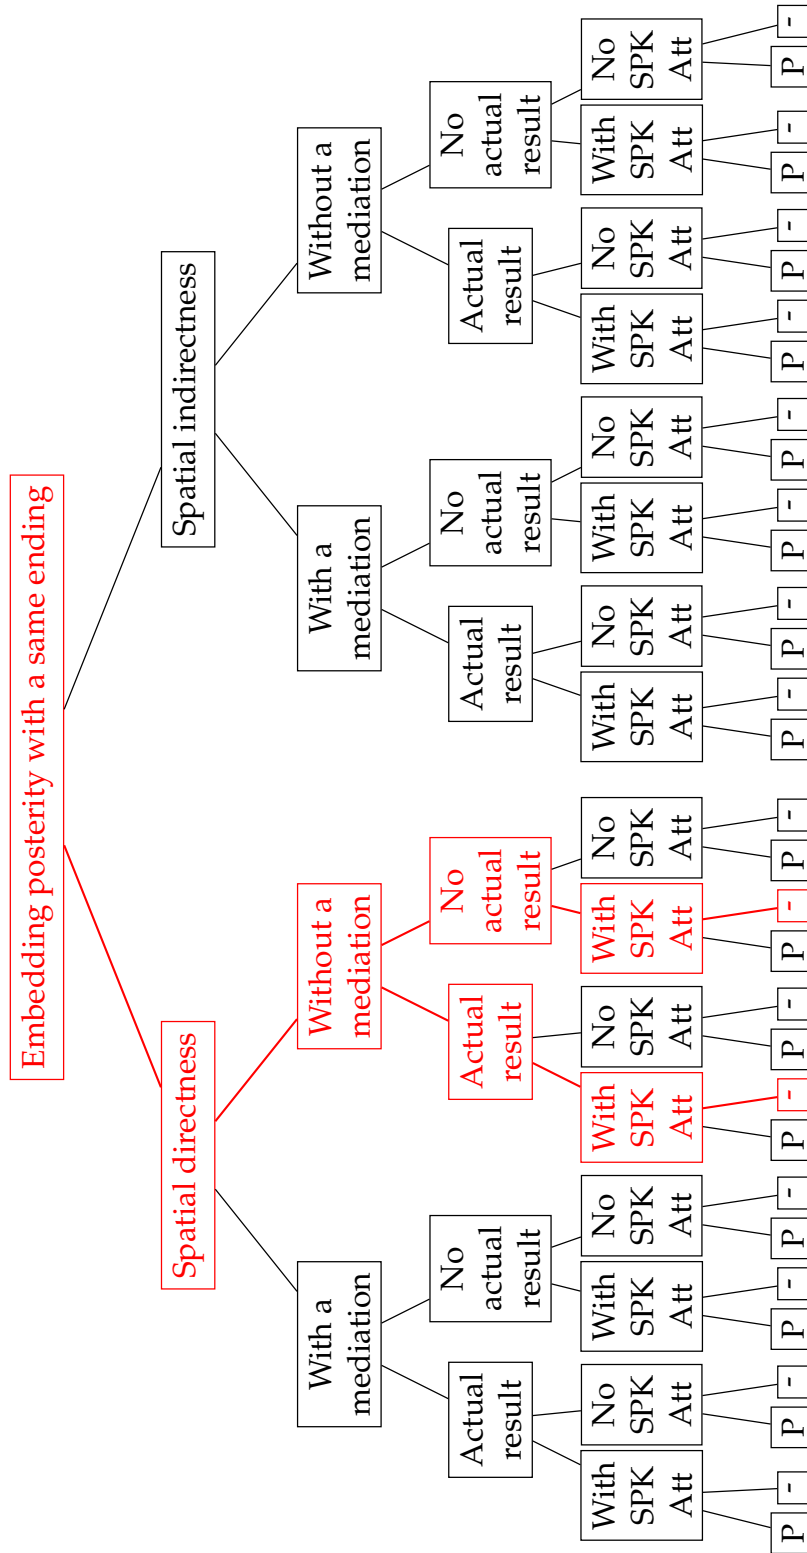 Embedding posterity with a same ending
Spatial directness
Spatial indirectness
With a
mediation
Without a
mediation
With a
mediation
Without a
mediation
Actual
result
No
actual
result
Actual
result
No
actual
result
Actual
result
No
actual
result
Actual
result
No
actual
result
With
SPK
Att
No
SPK
Att
With
SPK
Att
No
SPK
Att
With
SPK
Att
No
SPK
Att
With
SPK
Att
No
SPK
Att
With
SPK
Att
No
SPK
Att
With
SPK
Att
No
SPK
Att
With
SPK
Att
No
SPK
Att
With
SPK
Att
No
SPK
Att
P - P - P - P - P - P - P - P - P - P - P - P - P - P - P - P -